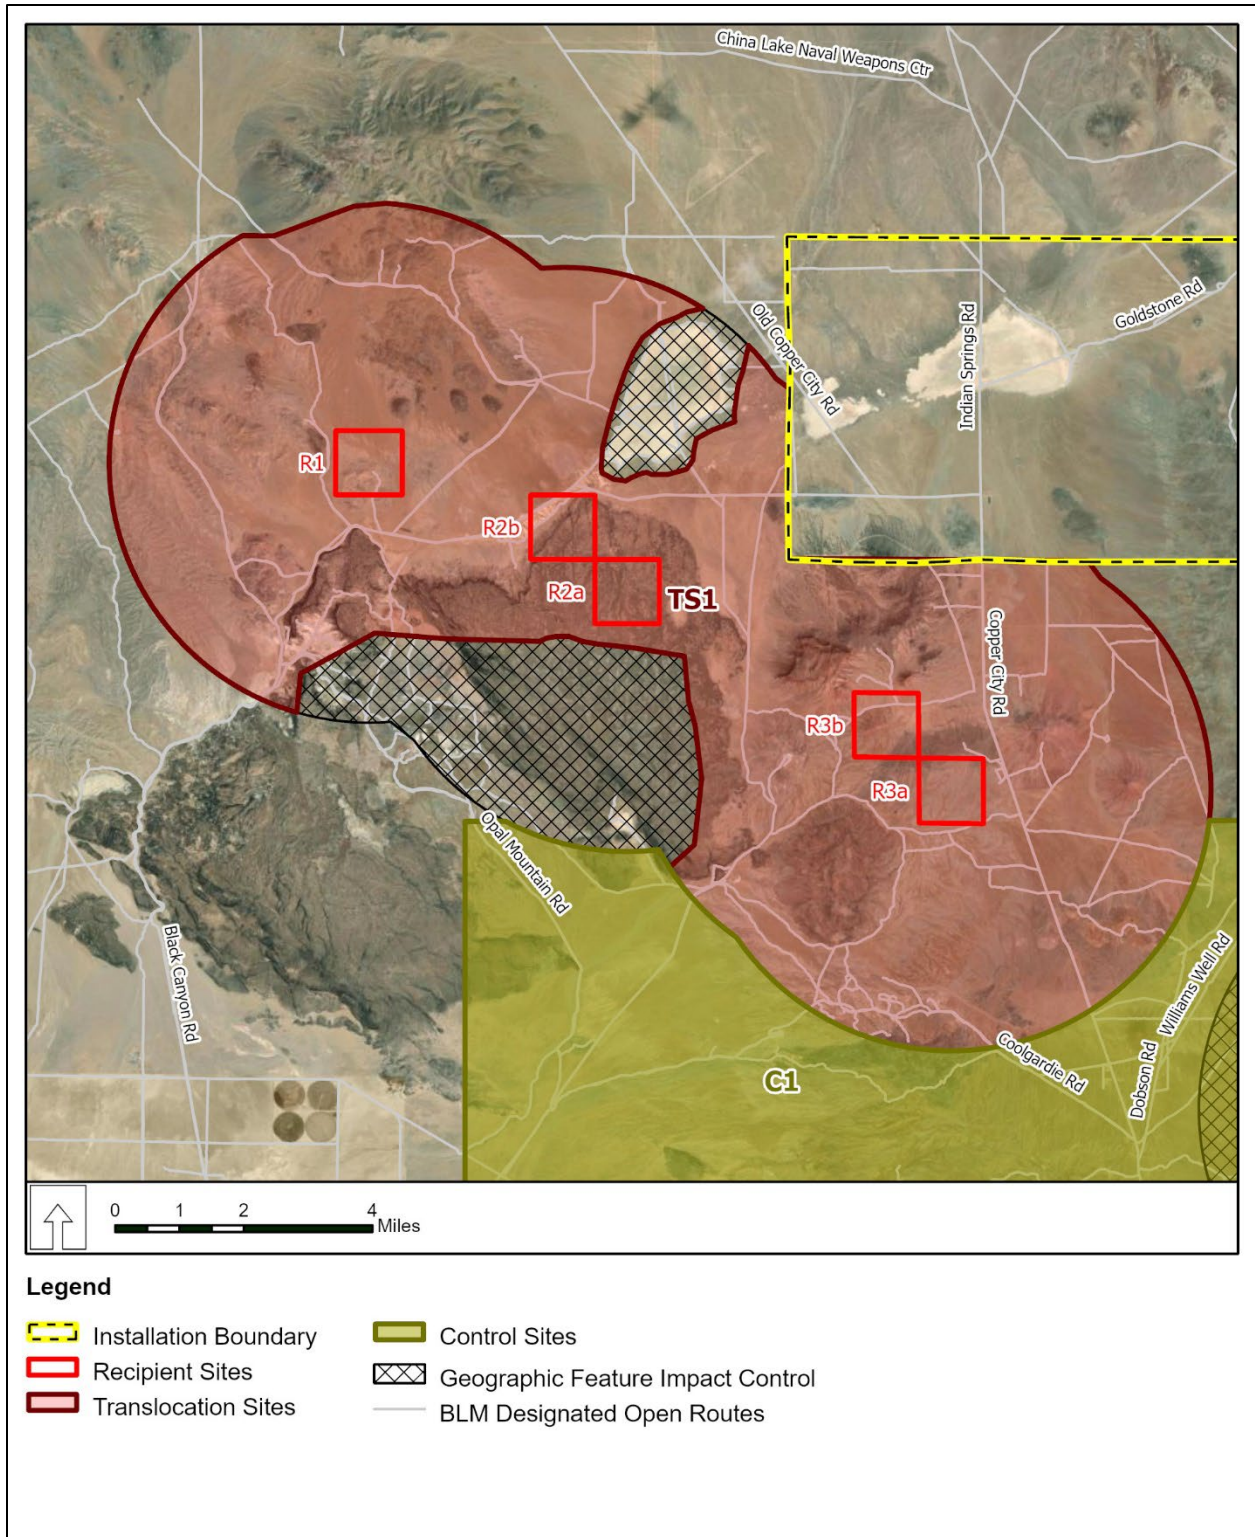 China Lake Naval Weapons Ctr
Goldstone Rd
Old Copper City Rd
Indian Springs Rd
R1
R2b
R2a
TS1
Copper City Rd
R3b
R3a
Opal Mountain Rd
Black Canyon Rd
Williams Well Rd
Coolgardie Rd
Dobson Rd
C1
0 1 2 4
Miles
Legend
Installation Boundary
Recipient Sites
Translocation Sites
Control Sites
Geographic Feature Impact Control
BLM Designated Open Routes